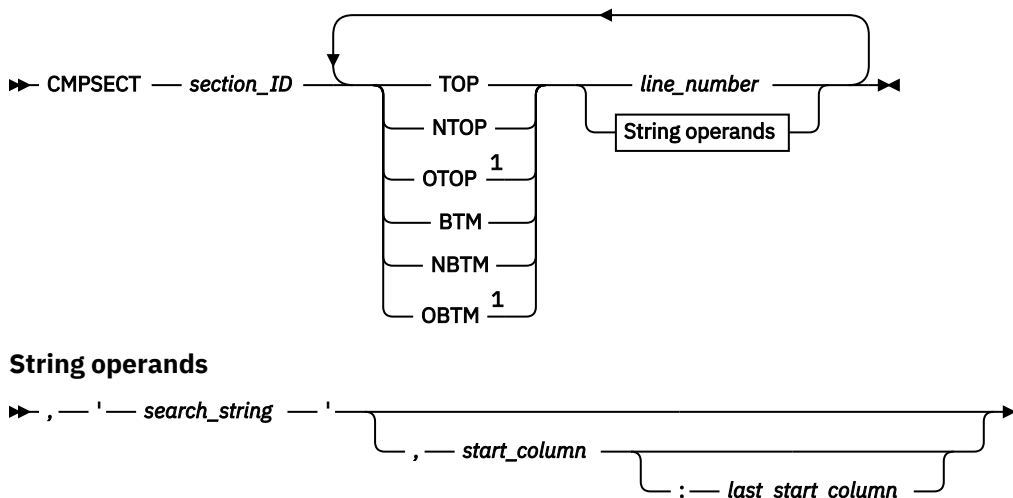 CMPSECT section_ID TOP line_number
NTOP String operands
OTOP 1
BTM
NBTM
OBTM 1
String operands
, ' search_string '
, start_column
: last_start_column